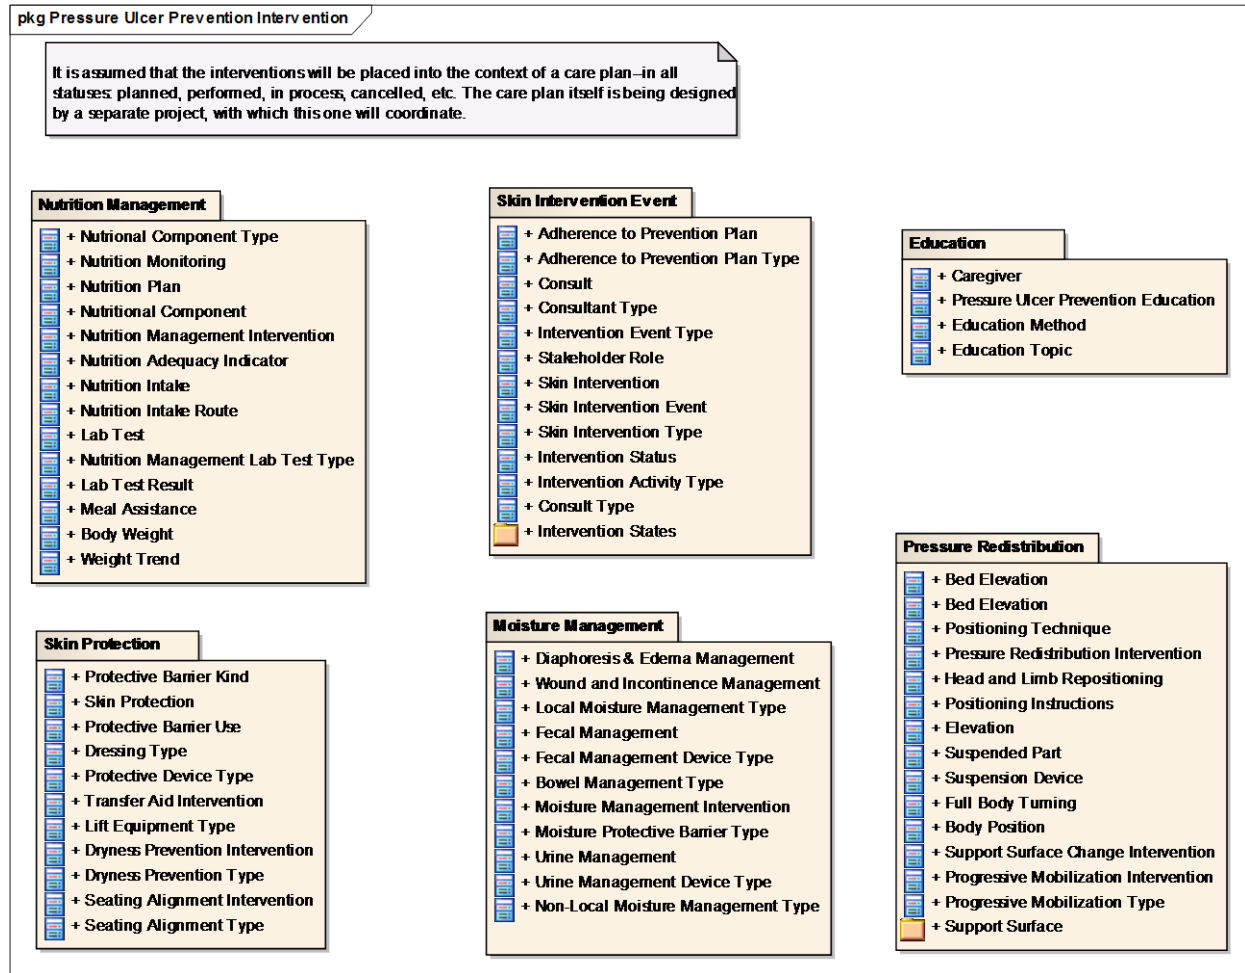 pkg Pressure Ulcer Prevention Intervention
It is assumed that the interventions will be placed into the context of a care plan--in all
statuses: planned, performed, in process, cancelled, etc. The care plan itself is being designed
by a separate project, with which this one will coordinate.
Nutrition Management
+ Nutrional Component Type
+ Nutrition Monitoring
+ Nutrition Plan
+ Nutritional Component
+ Nutrition Management Intervention
+ Nutrition Adequacy Indicator
+ Nutrition Intake
+ Nutrition Intake Route
+ Lab Test
+ Nutrition Management Lab Test Type
+ Lab Test Result
+ Meal Assistance
+ Body Weight
+ Weight Trend
Skin Intervention Event
+ Adherence to Prevention Plan
+ Adherence to Prevention Plan Type
+ Consult
+ Consultant Type
+ Intervention Event Type
+ Stakeholder Role
+ Skin Intervention
+ Skin Intervention Event
+ Skin Intervention Type
+ Intervention Status
+ Intervention Activity Type
+ Consult Type
+ Intervention States
Education
+ Caregiver
+ Pressure Ulcer Prevention Education
+ Education Method
+ Education Topic
Skin Protection
+ Protective Barrier Kind
+ Skin Protection
+ Protective Barrier Use
+ Dressing Type
+ Protective Device Type
+ Transfer Aid Intervention
+ Lift Equipment Type
+ Dryness Prevention Intervention
+ Dryness Prevention Type
+ Seating Alignment Intervention
+ Seating Alignment Type
Moisture Management
+ Diaphoresis & Edema Management
+ Wound and Incontinence Management
+ Local Moisture Management Type
+ Fecal Management
+ Fecal Management Device Type
+ Bowel Management Type
+ Moisture Management Intervention
+ Moisture Protective Barrier Type
+ Urine Management
+ Urine Management Device Type
+ Non-Local Moisture Management Type
Pressure Redistribution
+ Bed Elevation
+ Bed Elevation
+ Positioning Technique
+ Pressure Redistribution Intervention
+ Head and Limb Repositioning
+ Positioning Instructions
+ Elevation
+ Suspended Part
+ Suspension Device
+ Full Body Turning
+ Body Position
+ Support Surface Change Intervention
+ Progressive Mobilization Intervention
+ Progressive Mobilization Type
+ Support Surface